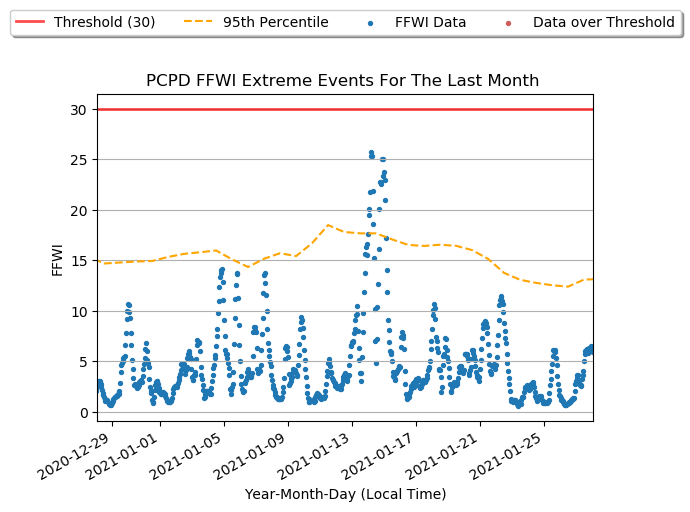 Threshold (30) 95th Percentile FFWI Data Data over Threshold
PCPD FFWI Extreme Events For The Last Month
30
25
20
15
10
5
0
FFWI
2020-12-29 2021-01-01 2021-01-05 2021-01-09 2021-01-13 2021-01-17 2021-01-21 2021-01-25
Year-Month-Day (Local Time)